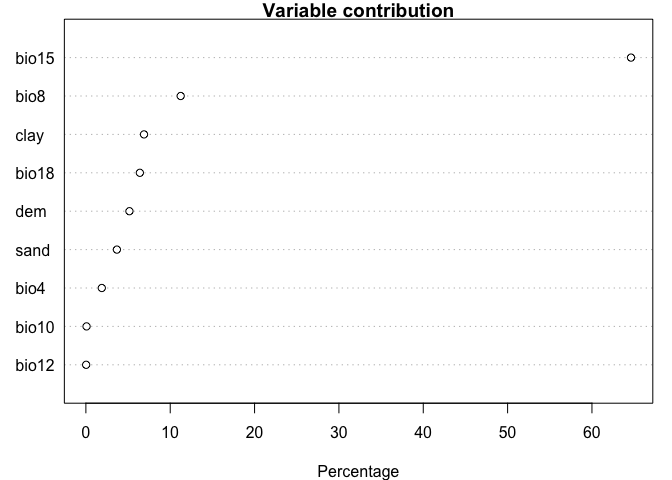 Variable contribution
bio15
bio8
clay
bio18
dem
sand
bio4
bio10
bio12
0 10 20 30 40 50 60
Percentage